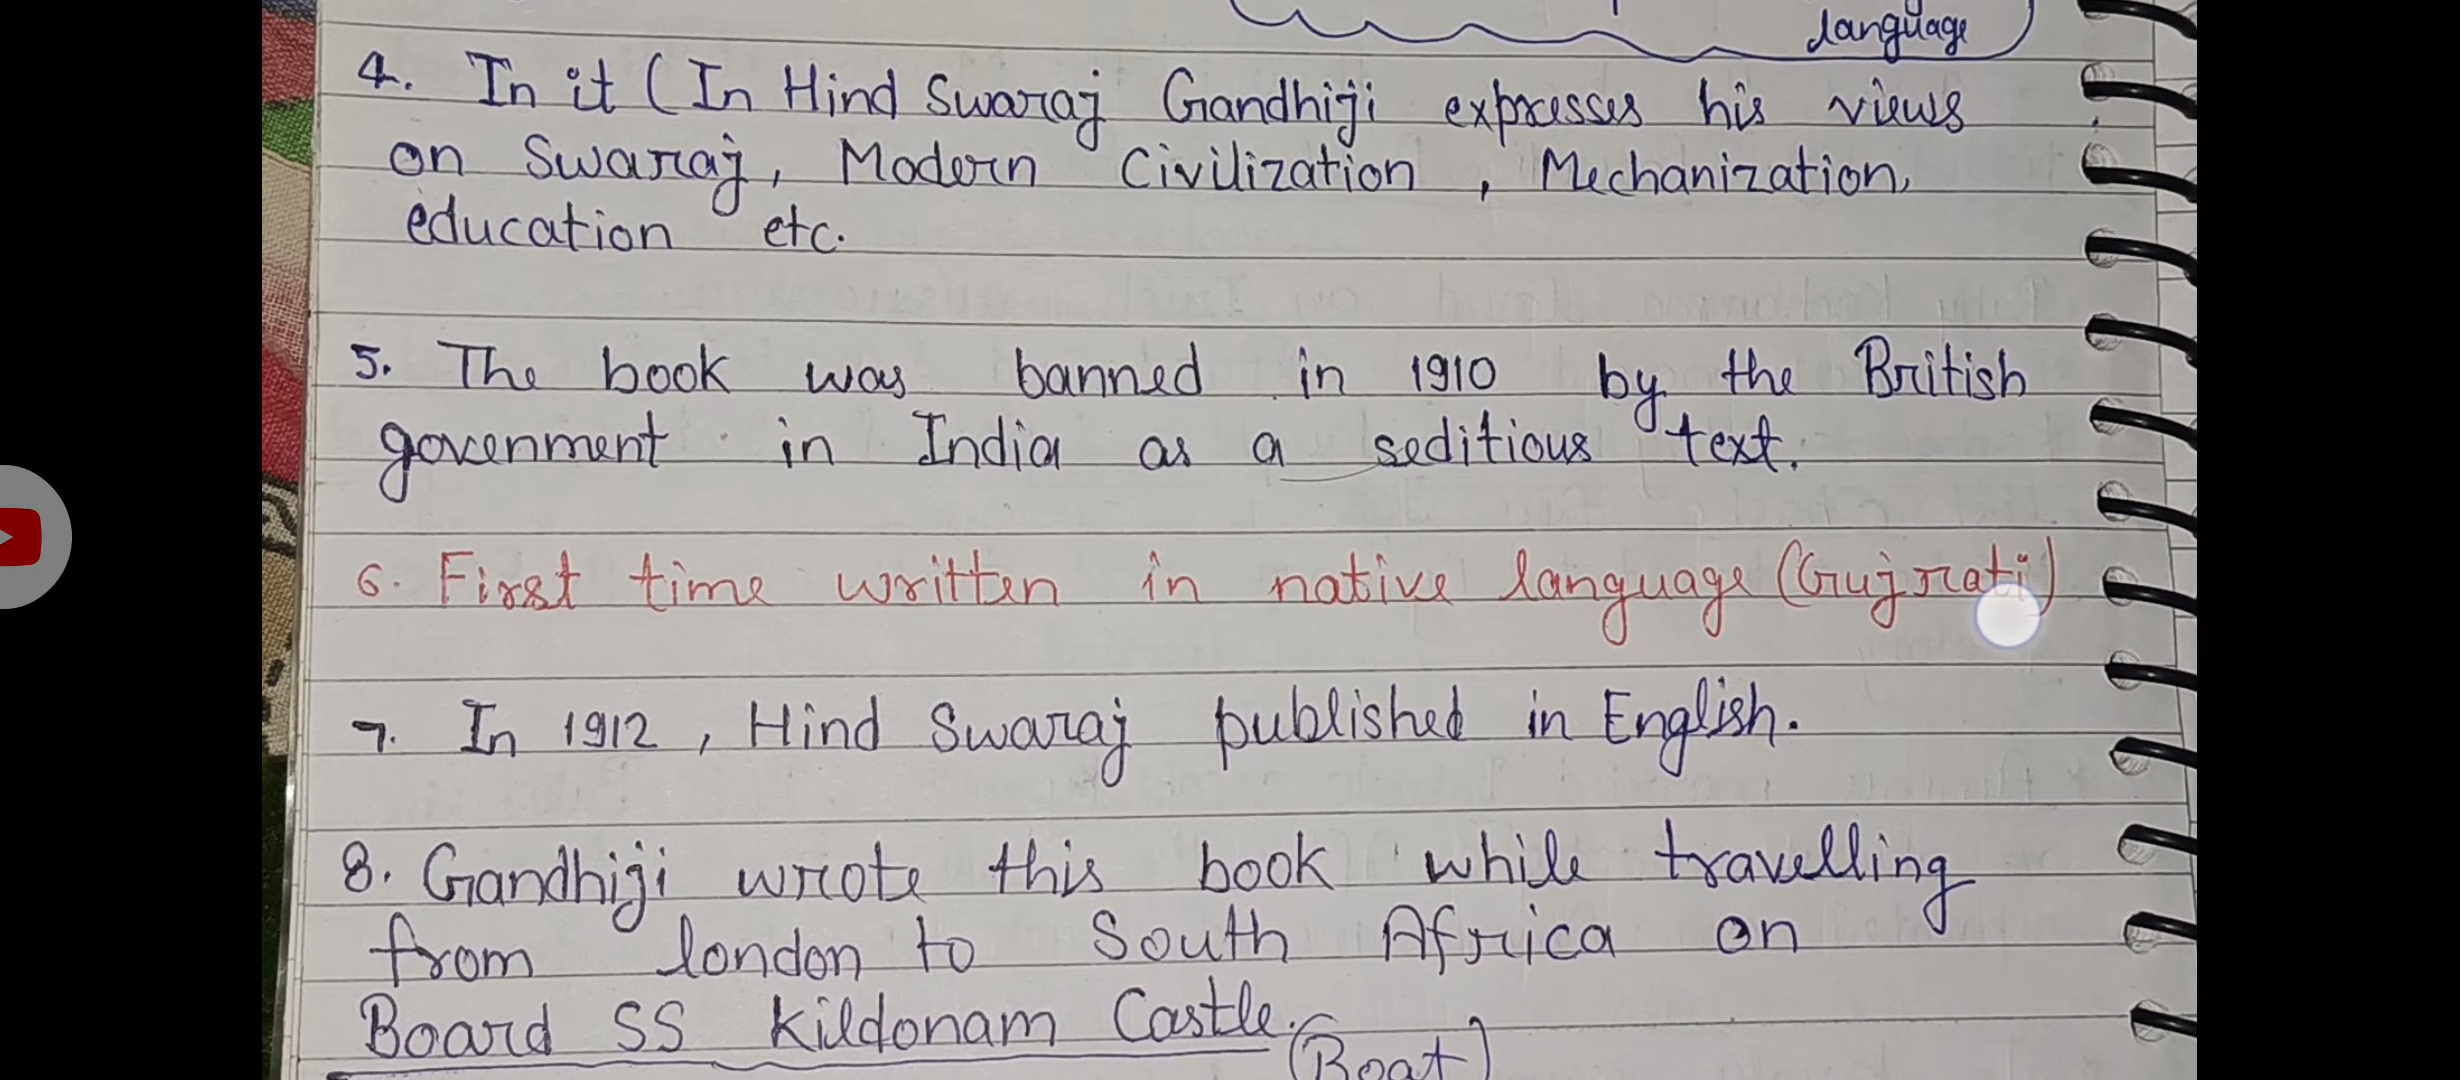 language
4. In it (In Hind Swaraj Gandhiji expresses his views
on Swaraj, Modern Civilization, Mechanization,
education etc.
5. The book was banned in 1910 by the British
govenment in India as a seditious text.
6. First time written in native language (Gujrati)
7. In 1912, Hind Swaraj published in English.
8. Gandhiji wrote this book while travelling
from london to South Africa on
Board SS Kildonam Castle.
(Boat)